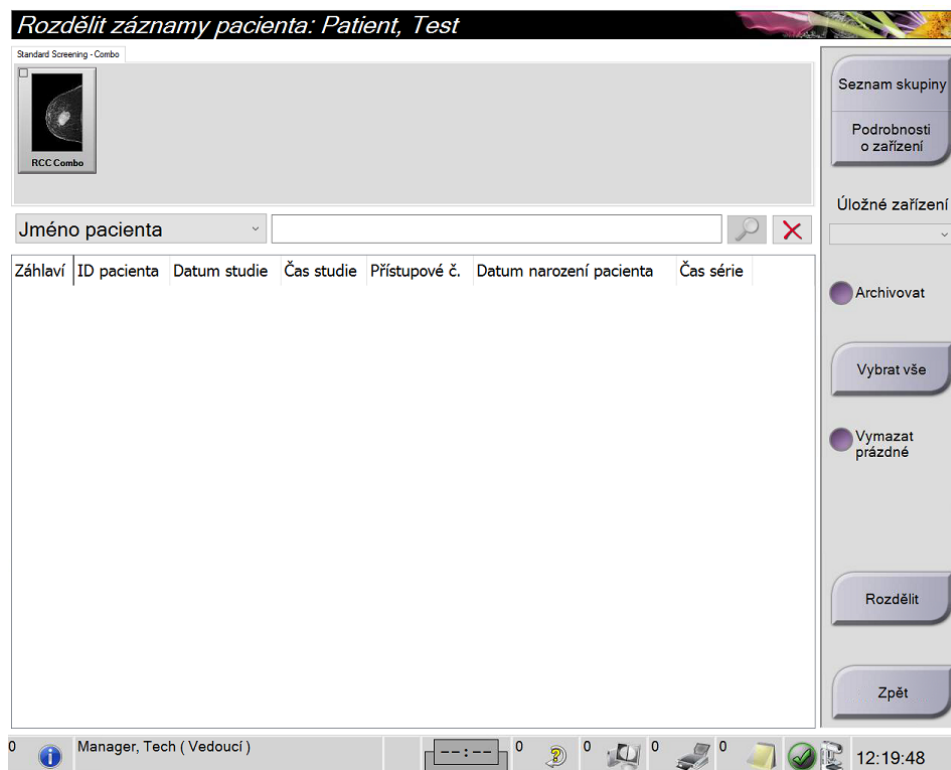 Rozdělit záznamy pacienta: Patient, Test
Standard Screening - Combo
RCC Combo
Jméno pacienta
Záhlaví ID pacienta Datum studie Čas studie Přístupové č. Datum narození pacienta Čas série
Seznam skupiny
Podrobnosti
o zařízení
Úložné zařízení
Archivovat
Vybrat vše
Vymazat
prázdné
Rozdělit
Zpět
0 Manager, Tech ( Vedoucí ) --:-- 0 0 0 0 12:19:48